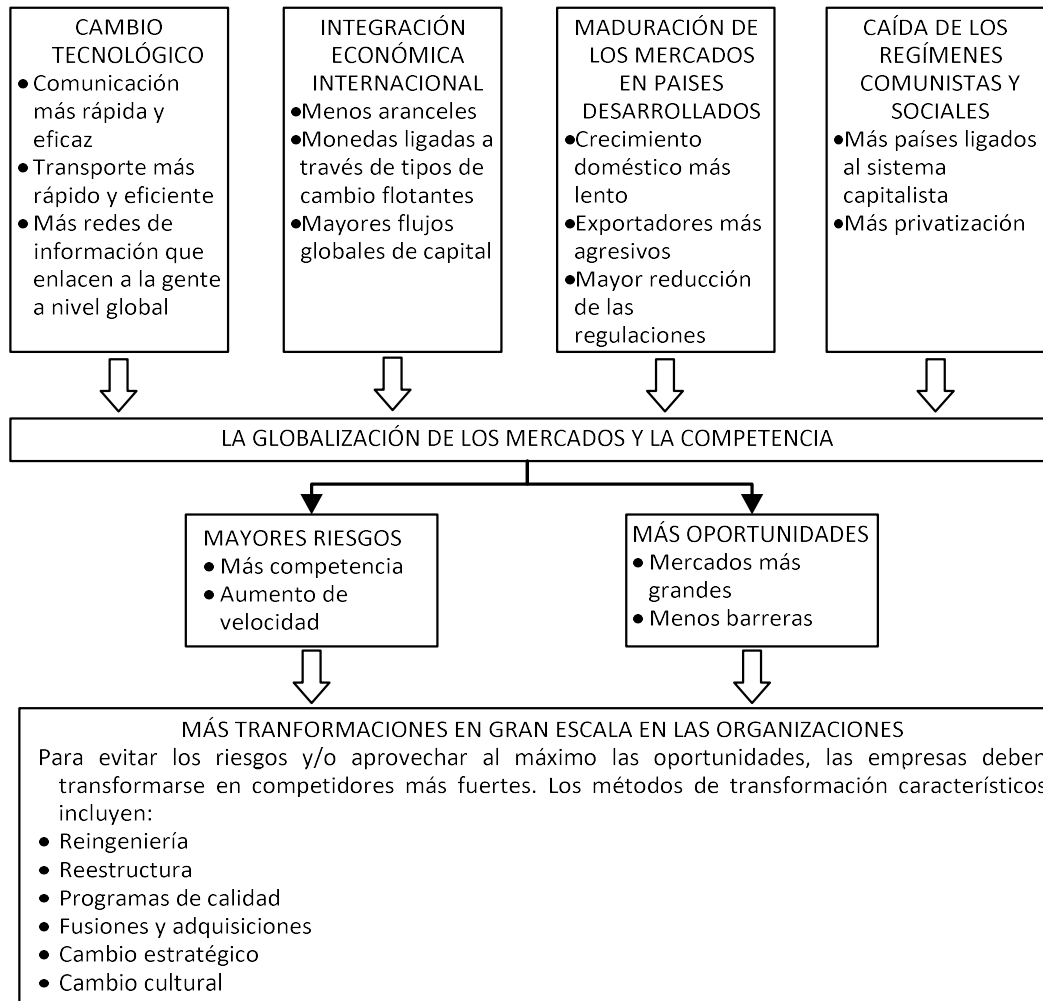 CAMBIO
TECNOLÓGICO
● Comunicación
más rápida y
eficaz
● Transporte más
rápido y eficiente
● Más redes de
información que
enlacen a la gente
a nivel global
INTEGRACIÓN
ECONÓMICA
INTERNACIONAL
● Menos aranceles
● Monedas ligadas a
través de tipos de
cambio flotantes
● Mayores flujos
globales de capital
MADURACIÓN DE
LOS MERCADOS
EN PAISES
DESARROLLADOS
● Crecimiento
doméstico más
lento
● Exportadores más
agresivos
● Mayor reducción
de las
regulaciones
CAÍDA DE LOS
REGÍMENES
COMUNISTAS Y
SOCIALES
● Más países ligados
al sistema
capitalista
● Más privatización
LA GLOBALIZACIÓN DE LOS MERCADOS Y LA COMPETENCIA
MAYORES RIESGOS
● Más competencia
● Aumento de
velocidad
MÁS OPORTUNIDADES
● Mercados más
grandes
● Menos barreras
MÁS TRANFORMACIONES EN GRAN ESCALA EN LAS ORGANIZACIONES
Para evitar los riesgos y/o aprovechar al máximo las oportunidades, las empresas deben
transformarse en competidores más fuertes. Los métodos de transformación característicos
incluyen:
● Reingeniería
● Reestructura
● Programas de calidad
● Fusiones y adquisiciones
● Cambio estratégico
● Cambio cultural